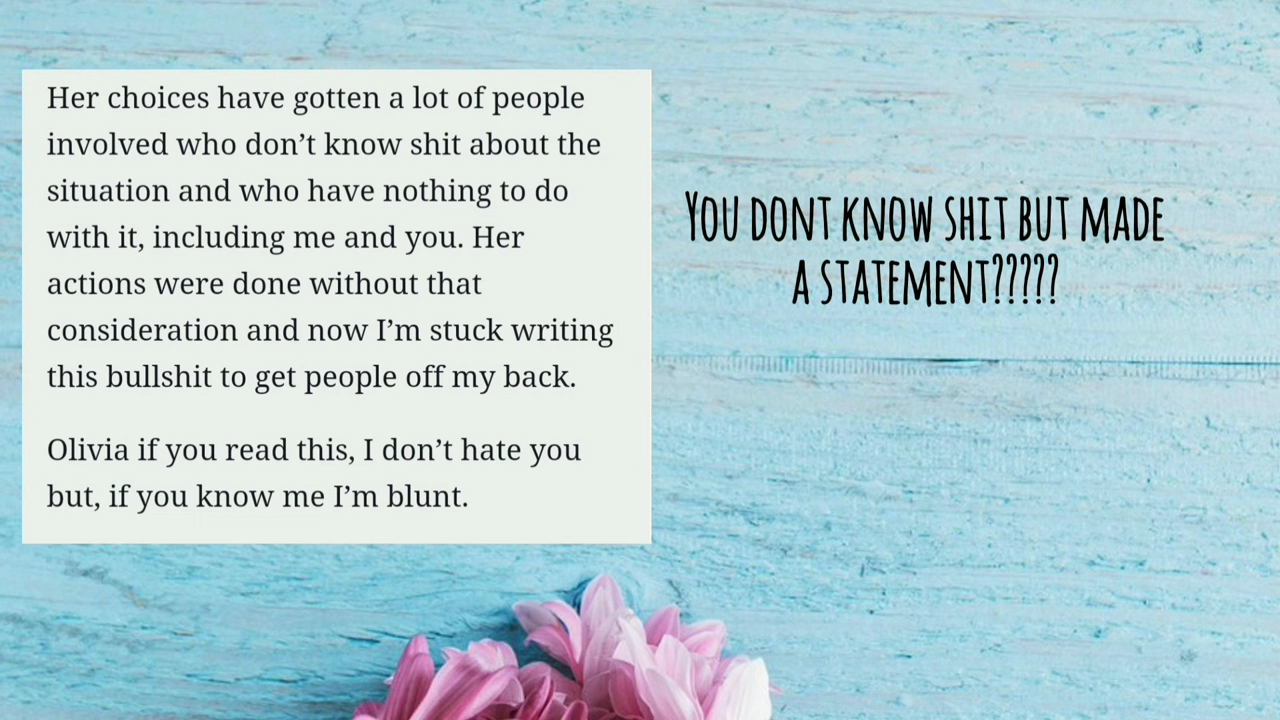 Her choices have gotten a lot of people
involved who don’t know shit about the
situation and who have nothing to do
with it, including me and you. Her
actions were done without that
consideration and now I’m stuck writing
this bullshit to get people off my back.
Olivia if you read this, I don’t hate you
but, if you know me I’m blunt.
You dont know shit but made
a statement?????